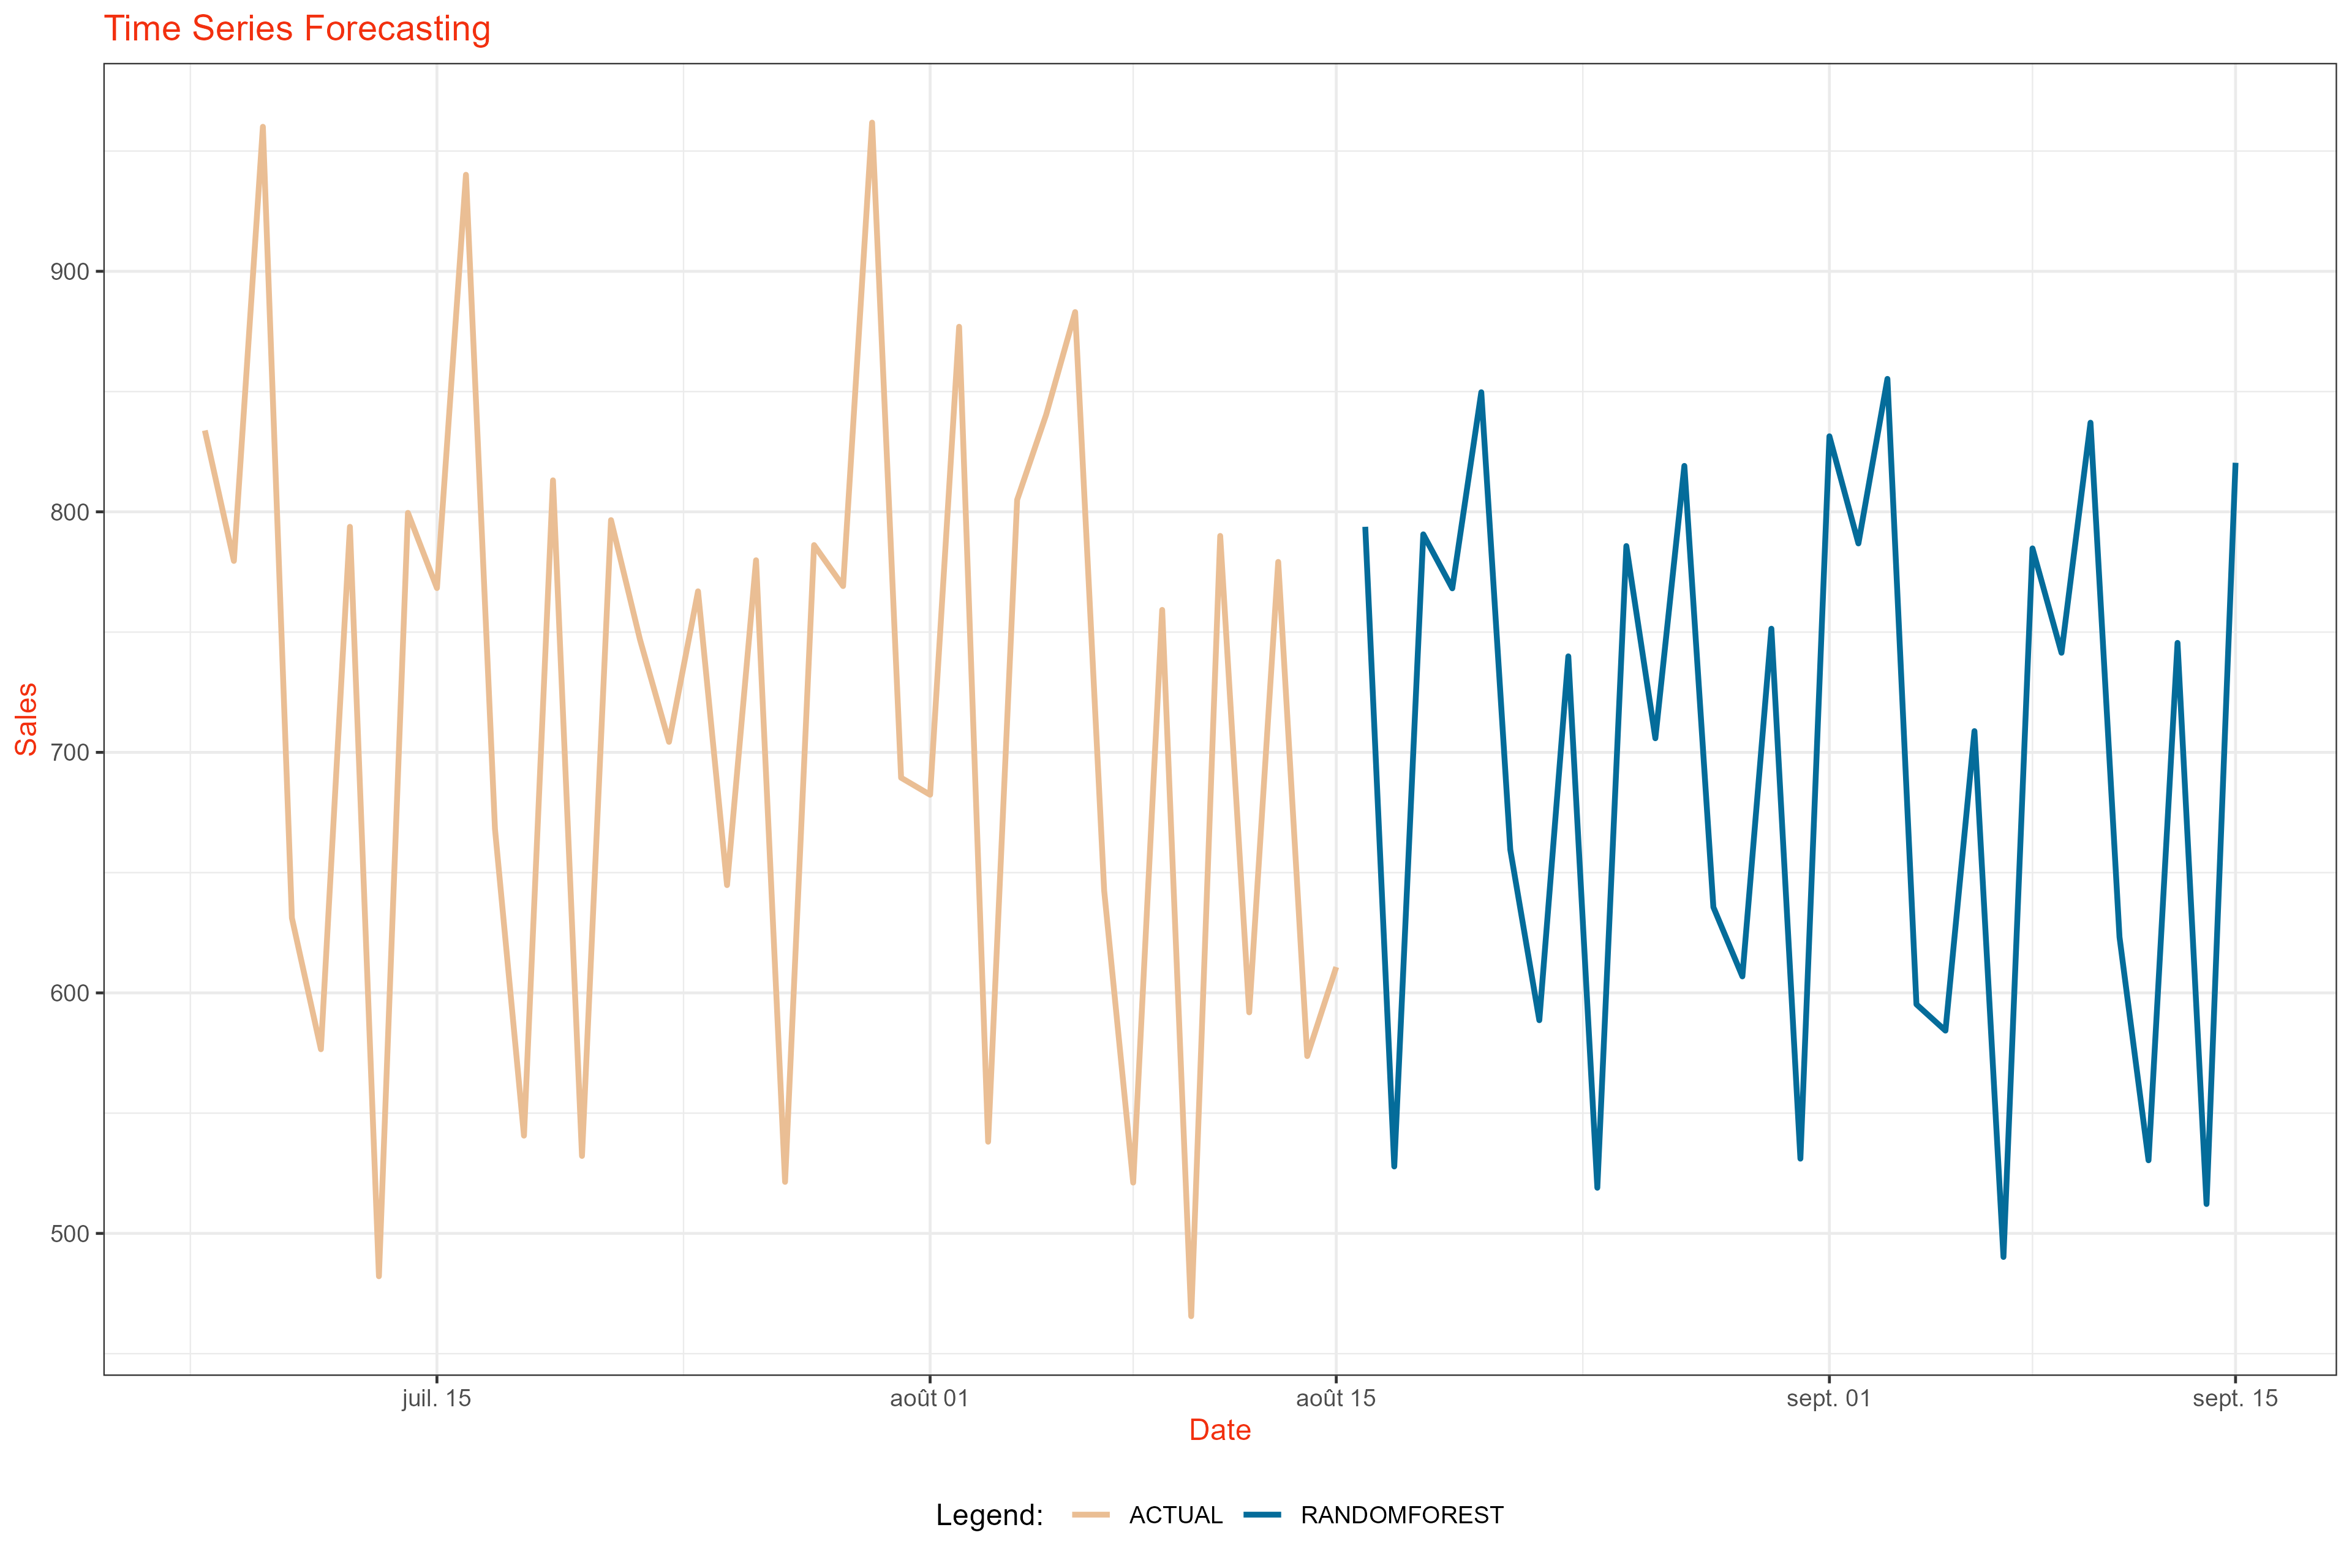 Time Series Forecasting
900
800
700
600
500
Sales
juil. 15
août 01
août 15
sept. 01
sept. 15
Date
Legend: ACTUAL RANDOMFOREST